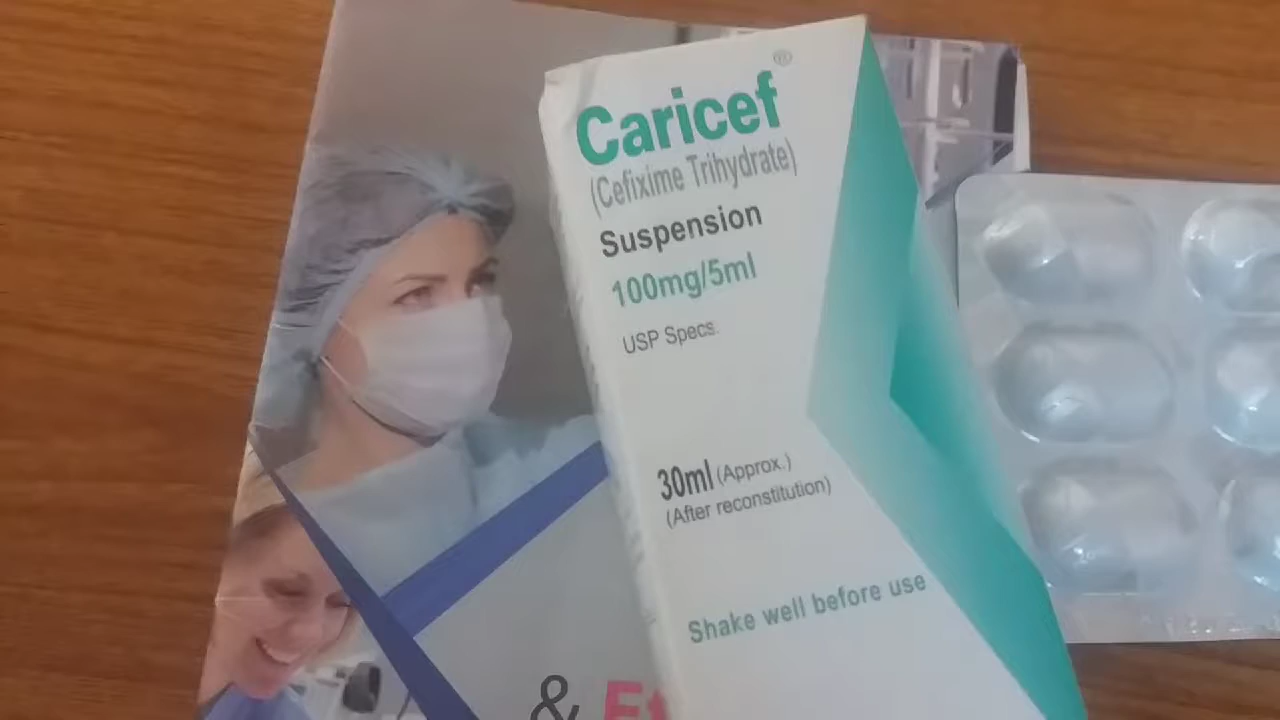 Caricef®
(Cefixime Trihydrate)
Suspension
100mg/5ml
USP Specs.
30ml (Approx.)
(After reconstitution)
Shake well before use
&